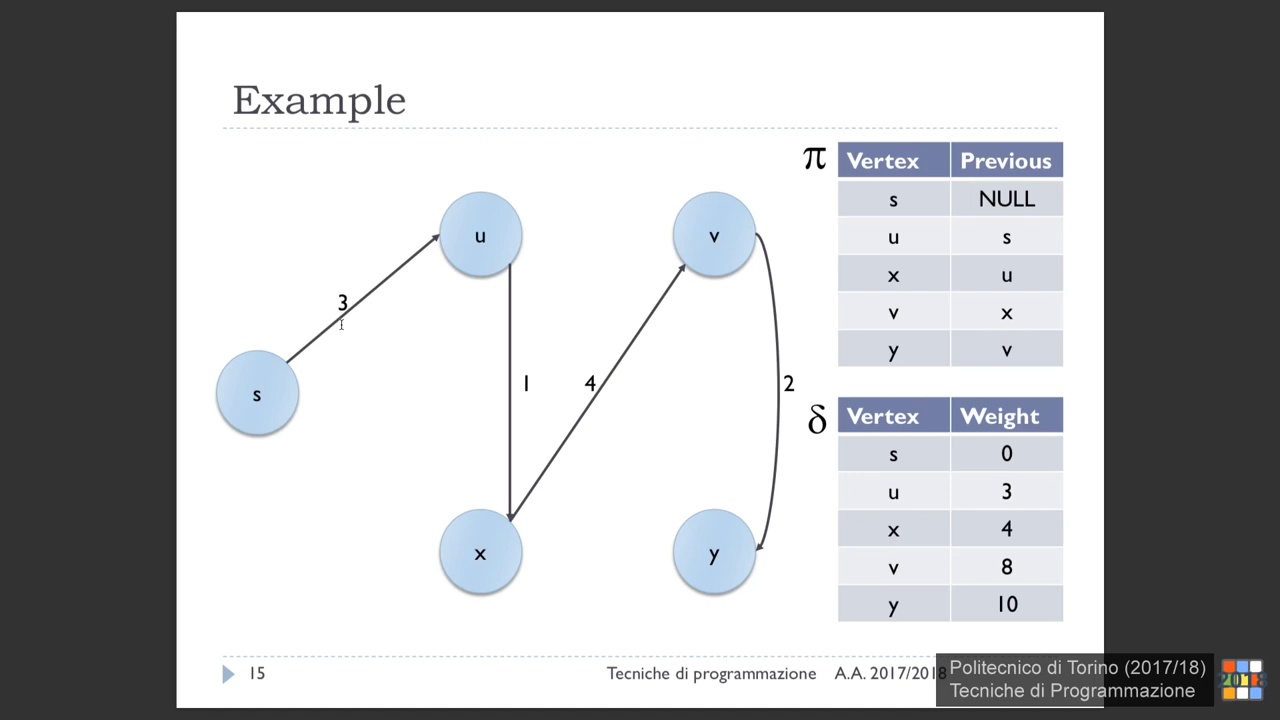 Example
π
Vertex Previous
s NULL
u s
x u
v x
y v
δ
Vertex Weight
s 0
u 3
x 4
v 8
y 10
u
v
3
s
1
4
2
x
y
15
Tecniche di programmazione A.A. 2017/2018
Politecnico di Torino (2017/18)
Tecniche di Programmazione
2018